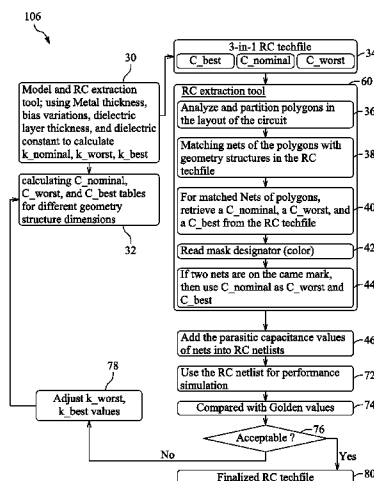 106
30
Model and RC extraction
tool; using Metal thickness,
bias variations, dielectric
layer thickness, and dielectric
constant to calculate
k_nominal, k_worst, k_best
calculating C_nominal,
C_worst, and C_best tables
for different geometry
structure dimensions
32
3-in-1 RC techfile
C_best
C_nominal
C_worst
34
60
RC extraction tool
Analyze and partition polygons in
the layout of the circuit
36
Matching nets of the polygons with
geometry structures in the RC
techfile
38
For matched Nets of polygons,
retrieve a C_nominal, a C_worst, and
a C_best from the RC techfile
40
Read mask designator (color)
42
If two nets are on the same mark,
then use C_nominal as C_worst and
C_best
44
Add the parasitic capacitance values
of nets into RC netlists
46
Use the RC netlist for performance
simulation
72
Compared with Golden values
74
76
Acceptable ?
No
Yes
78
Adjust k_worst,
k_best values
Finalized RC techfile
80